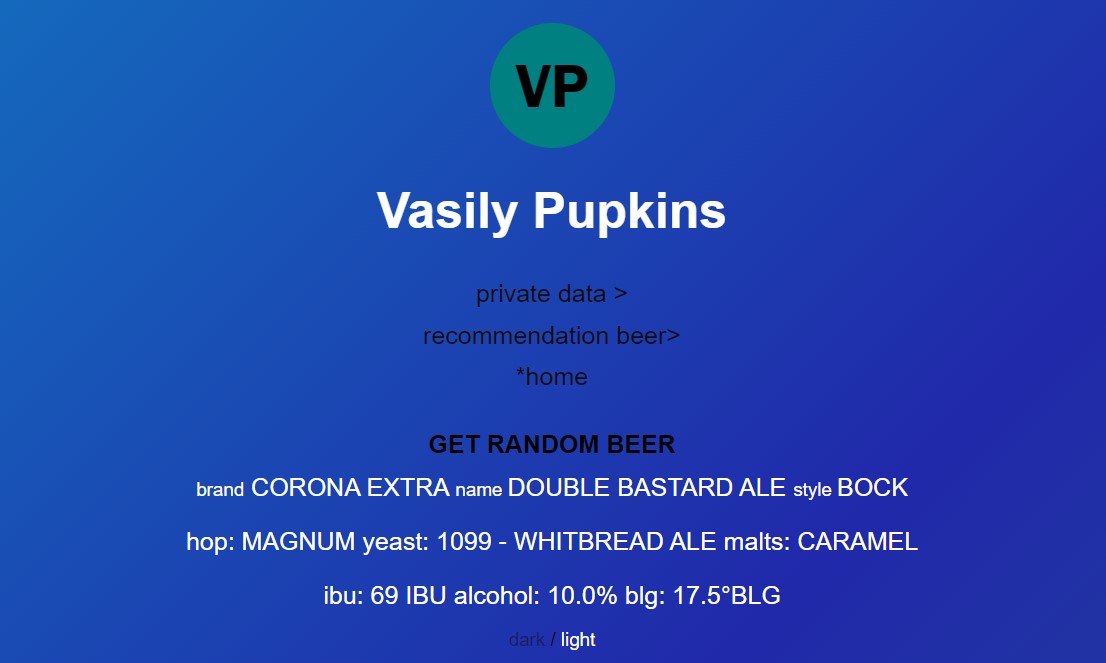 VP
Vasily Pupkins
private data >
recommendation beer>
*home
GET RANDOM BEER
brand CORONA EXTRA name DOUBLE BASTARD ALE style BOCK
hop: MAGNUM yeast: 1099 - WHITBREAD ALE malts: CARAMEL
ibu: 69 IBU alcohol: 10.0% blg: 17.5°BLG
dark / light